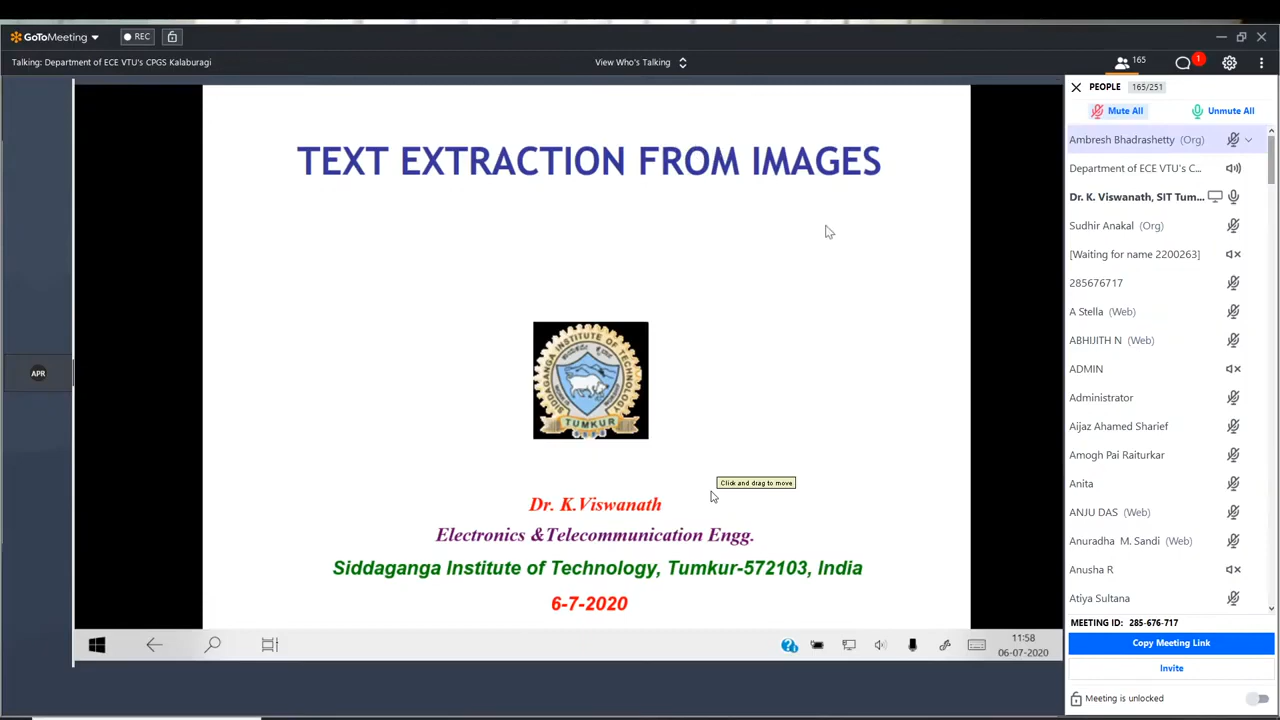 GoToMeeting
REC
Talking: Department of ECE VTU's CPGS Kalaburagi
View Who's Talking
165
1
TEXT EXTRACTION FROM IMAGES
SIDDAGANGA INSTITUTE OF TECHNOLOGY
TUMKUR
Click and drag to move
Dr. K.Viswanath
Electronics &Telecommunication Engg.
Siddaganga Institute of Technology, Tumkur-572103, India
6-7-2020
11:58
06-07-2020
APR
PEOPLE 165/251
Mute All Unmute All
Ambresh Bhadrashetty (Org)
Department of ECE VTU's C...
Dr. K. Viswanath, SIT Tum...
Sudhir Anakal (Org)
[Waiting for name 2200263]
285676717
A Stella (Web)
ABHIJITH N (Web)
ADMIN
Administrator
Aijaz Ahamed Sharief
Amogh Pai Raiturkar
Anita
ANJU DAS (Web)
Anuradha M. Sandi (Web)
Anusha R
Atiya Sultana
MEETING ID: 285-676-717
Copy Meeting Link
Invite
Meeting is unlocked